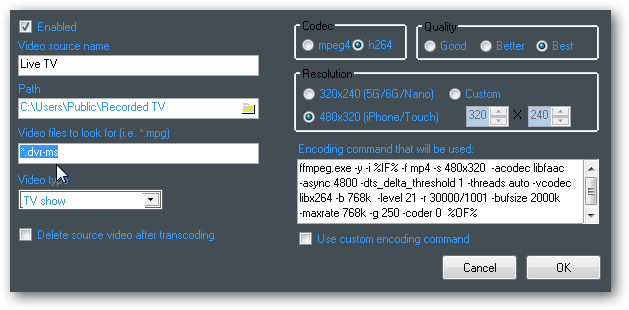 Enabled
Video source name
Live TV
Path
C:\Users\Public\Recorded TV
Video files to look for (i.e. *.mpg)
*.dvr-ms
Video type
TV show
Delete source video after transcoding
Codec
mpeg4 h264
Quality
Good Better Best
Resolution
320x240 (5G/6G/Nano) Custom
480x320 (iPhone/Touch) 320 X 240
Encoding command that will be used:
ffmpeg.exe -y -i %IF% -f mp4 -s 480x320 -acodec libfaac
-async 4800 -dts_delta_threshold 1 -threads auto -vcodec
libx264 -b 768k -level 21 -r 30000/1001 -bufsize 2000k
-maxrate 768k -g 250 -coder 0 %OF%
Use custom encoding command
Cancel OK